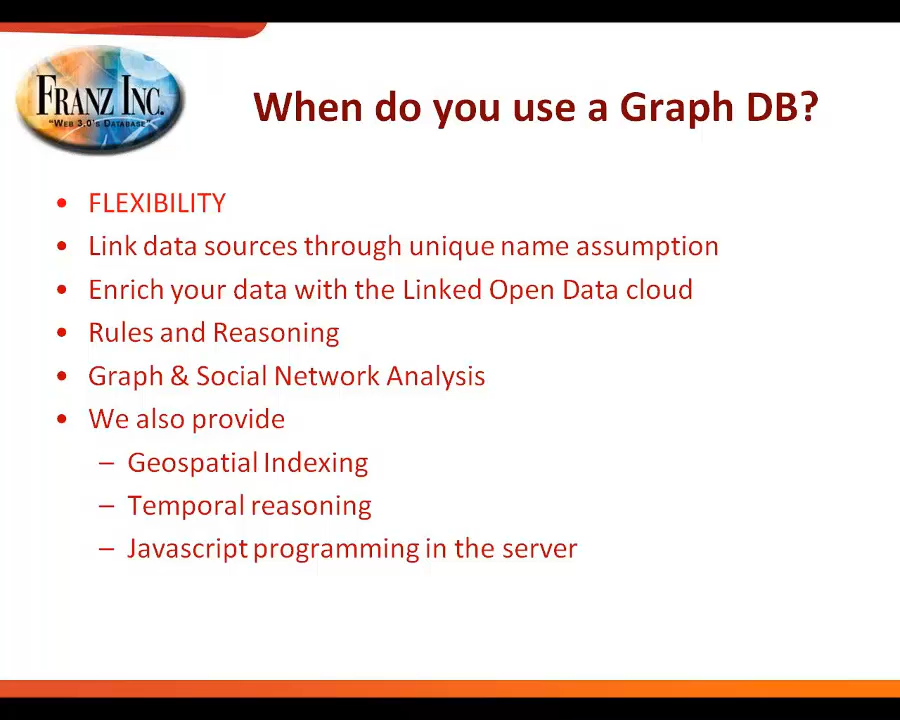 FRANZ INC.
"WEB 3.0'S DATABASE"
When do you use a Graph DB?
• FLEXIBILITY
• Link data sources through unique name assumption
• Enrich your data with the Linked Open Data cloud
• Rules and Reasoning
• Graph & Social Network Analysis
• We also provide
– Geospatial Indexing
– Temporal reasoning
– Javascript programming in the server